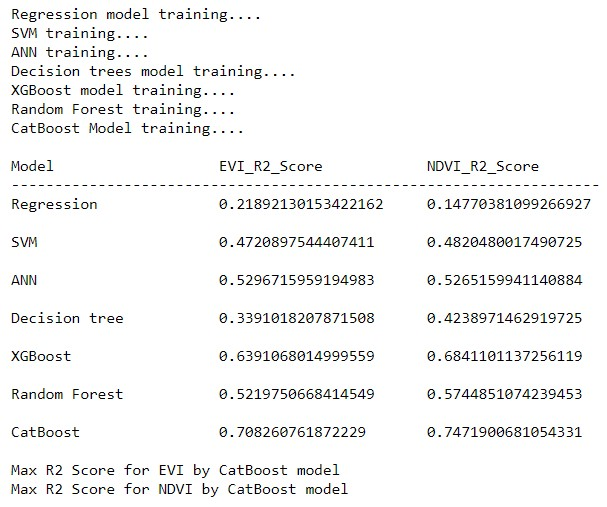 Regression model training....
SVM training....
ANN training....
Decision trees model training....
XGBoost model training....
Random Forest training....
CatBoost Model training....
Model EVI_R2_Score NDVI_R2_Score
--------------------------------------------------------------------
Regression 0.21892130153422162 0.14770381099266927
SVM 0.4720897544407411 0.4820480017490725
ANN 0.5296715959194983 0.5265159941140884
Decision tree 0.3391018207871508 0.4238971462919725
XGBoost 0.6391068014999559 0.6841101137256119
Random Forest 0.5219750668414549 0.5744851074239453
CatBoost 0.708260761872229 0.7471900681054331
Max R2 Score for EVI by CatBoost model
Max R2 Score for NDVI by CatBoost model